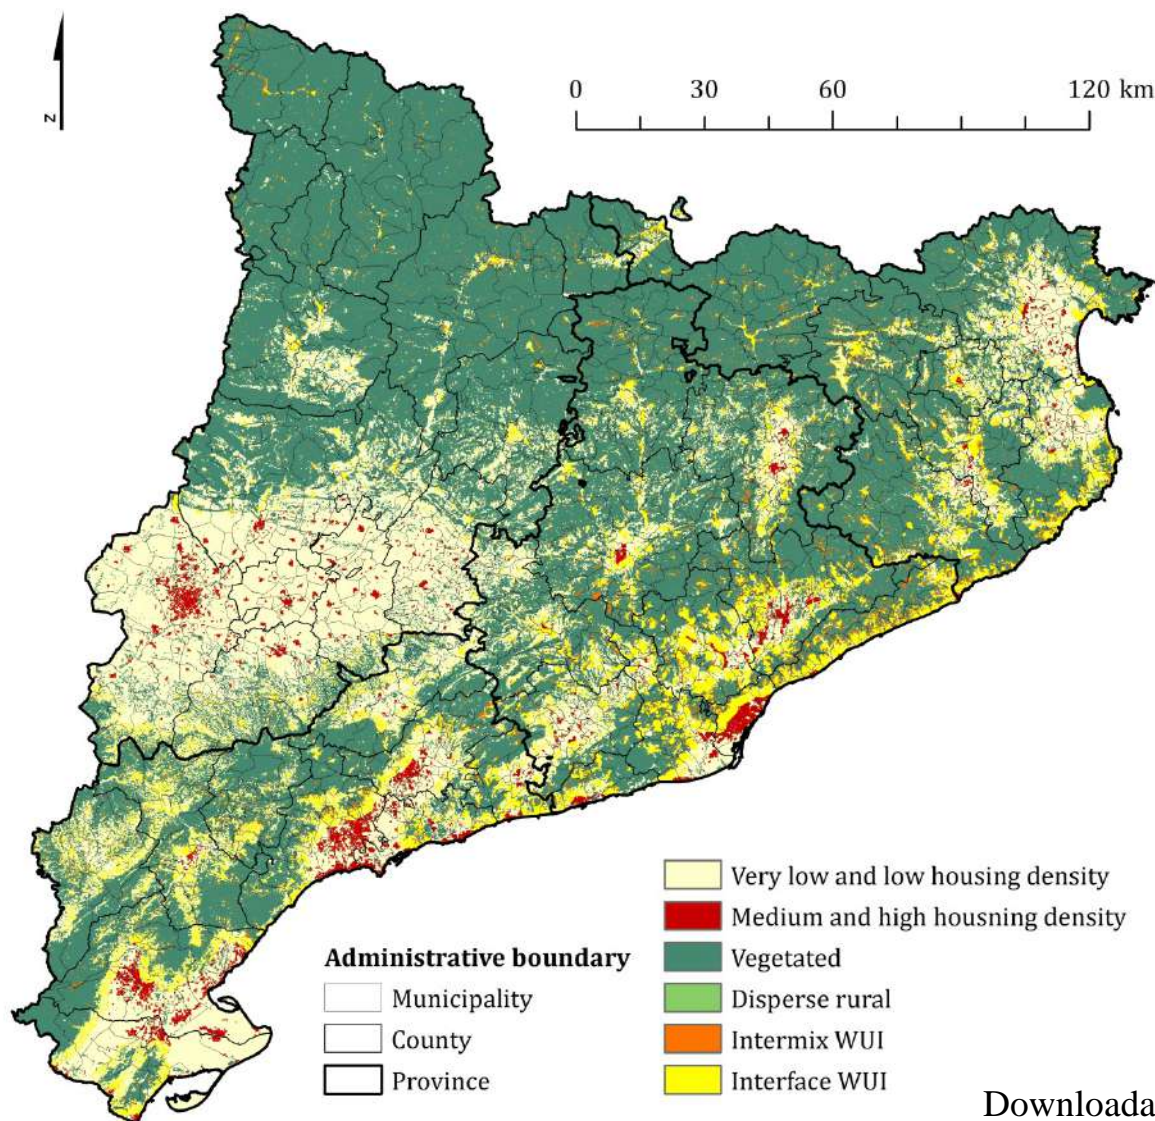 z
0 30 60 120 km
Very low and low housing density
Medium and high housning density
Vegetated
Disperse rural
Intermix WUI
Interface WUI
Administrative boundary
Municipality
County
Province
Downloada